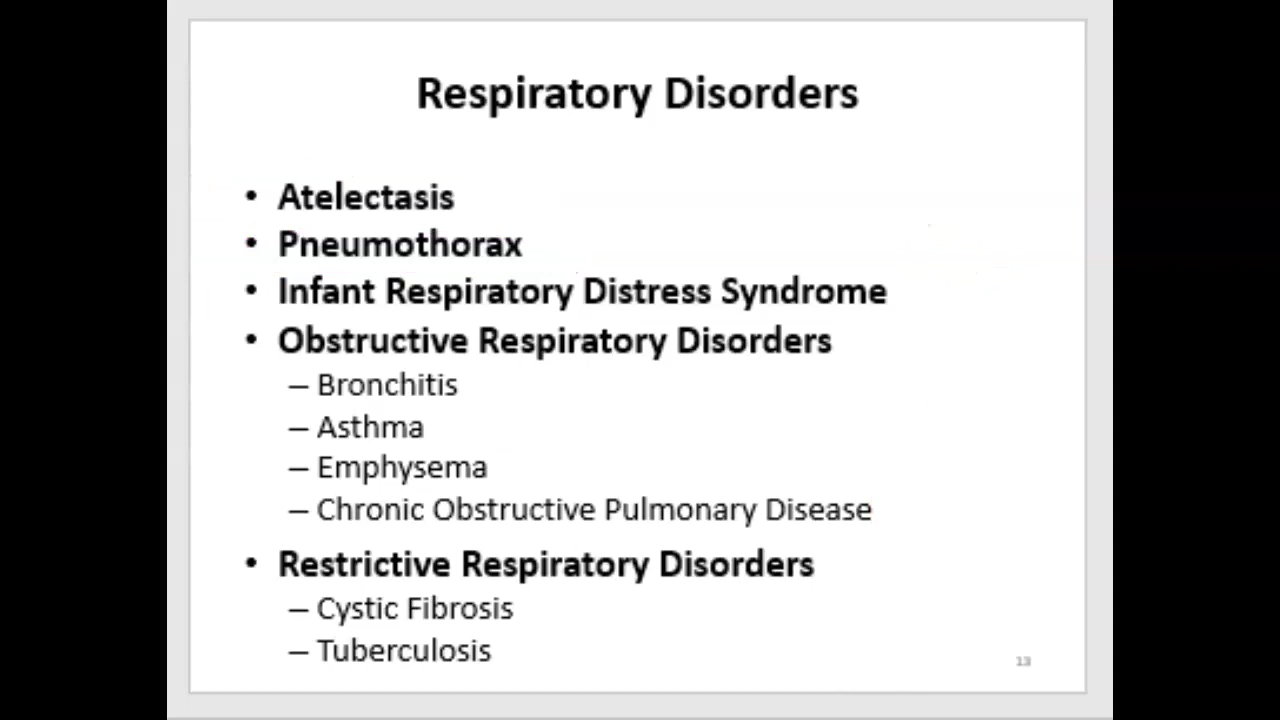 Respiratory Disorders
• Atelectasis
• Pneumothorax
• Infant Respiratory Distress Syndrome
• Obstructive Respiratory Disorders
– Bronchitis
– Asthma
– Emphysema
– Chronic Obstructive Pulmonary Disease
• Restrictive Respiratory Disorders
– Cystic Fibrosis
– Tuberculosis
13